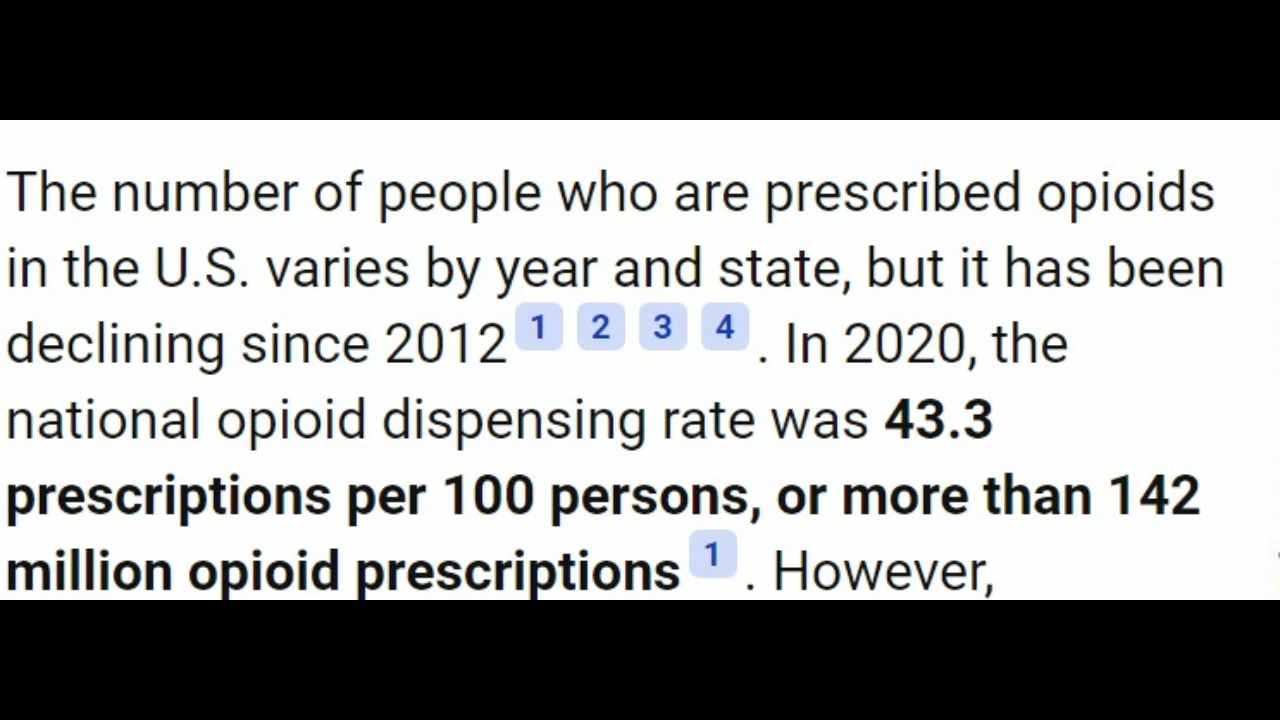 The number of people who are prescribed opioids
in the U.S. varies by year and state, but it has been
declining since 2012 1 2 3 4 . In 2020, the
national opioid dispensing rate was 43.3
prescriptions per 100 persons, or more than 142
million opioid prescriptions 1 . However,